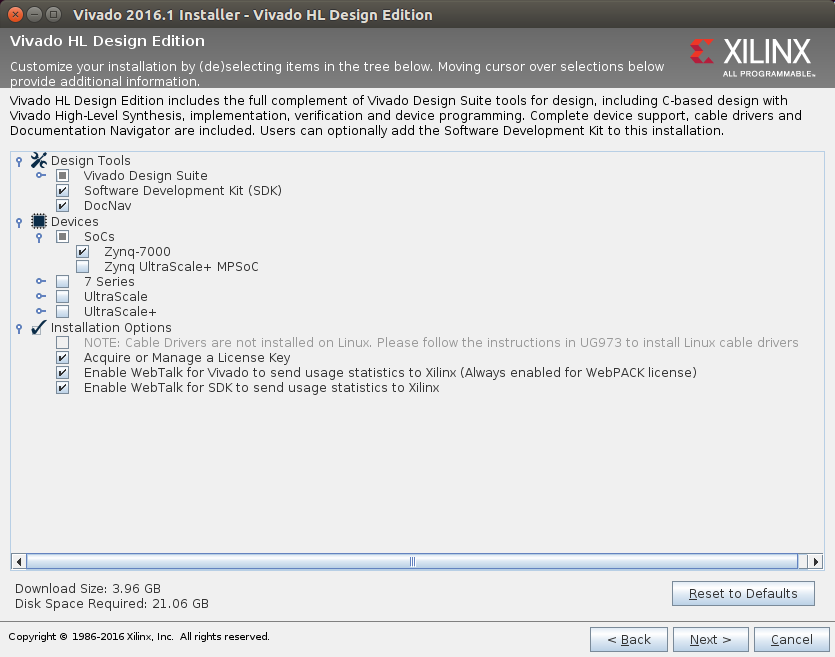 Vivado 2016.1 Installer - Vivado HL Design Edition
Vivado HL Design Edition
Customize your installation by (de)selecting items in the tree below. Moving cursor over selections below
provide additional information.
XILINX
ALL PROGRAMMABLE™
Vivado HL Design Edition includes the full complement of Vivado Design Suite tools for design, including C-based design with
Vivado High-Level Synthesis, implementation, verification and device programming. Complete device support, cable drivers and
Documentation Navigator are included. Users can optionally add the Software Development Kit to this installation.
Design Tools
Vivado Design Suite
Software Development Kit (SDK)
DocNav
Devices
SoCs
Zynq-7000
Zynq UltraScale+ MPSoC
7 Series
UltraScale
UltraScale+
Installation Options
NOTE: Cable Drivers are not installed on Linux. Please follow the instructions in UG973 to install Linux cable drivers
Acquire or Manage a License Key
Enable WebTalk for Vivado to send usage statistics to Xilinx (Always enabled for WebPACK license)
Enable WebTalk for SDK to send usage statistics to Xilinx
Download Size: 3.96 GB
Disk Space Required: 21.06 GB
Reset to Defaults
Copyright © 1986-2016 Xilinx, Inc. All rights reserved.
< Back
Next >
Cancel